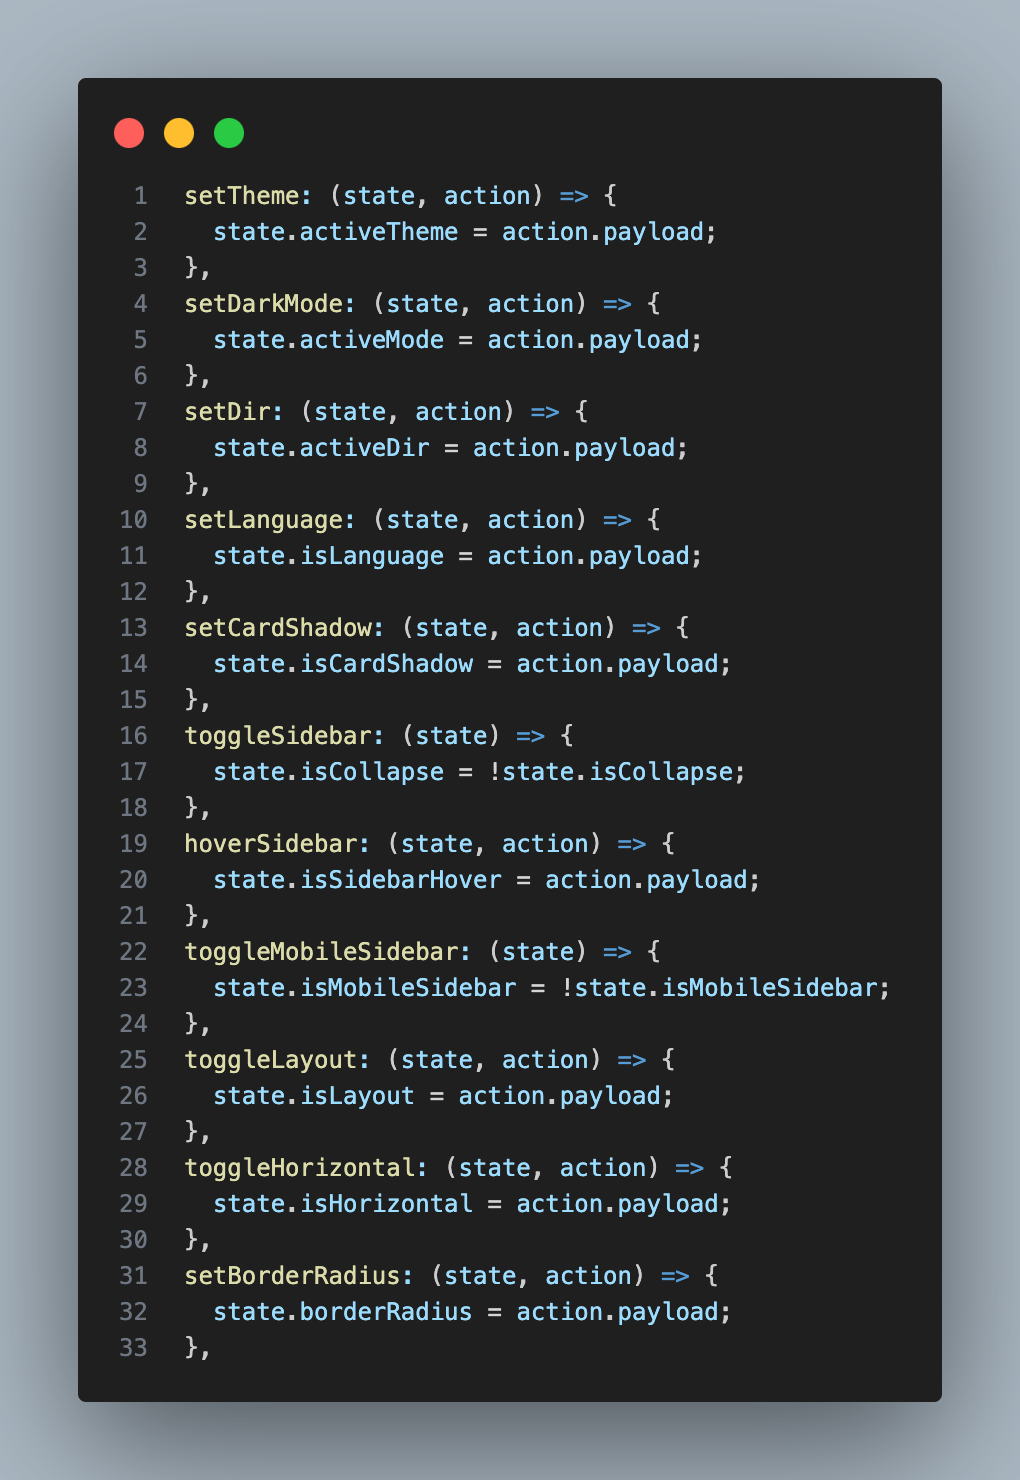 1 setTheme: (state, action) => {
2   state.activeTheme = action.payload;
3 },
4 setDarkMode: (state, action) => {
5   state.activeMode = action.payload;
6 },
7 setDir: (state, action) => {
8   state.activeDir = action.payload;
9 },
10 setLanguage: (state, action) => {
11   state.isLanguage = action.payload;
12 },
13 setCardShadow: (state, action) => {
14   state.isCardShadow = action.payload;
15 },
16 toggleSidebar: (state) => {
17   state.isCollapse = !state.isCollapse;
18 },
19 hoverSidebar: (state, action) => {
20   state.isSidebarHover = action.payload;
21 },
22 toggleMobileSidebar: (state) => {
23   state.isMobileSidebar = !state.isMobileSidebar;
24 },
25 toggleLayout: (state, action) => {
26   state.isLayout = action.payload;
27 },
28 toggleHorizontal: (state, action) => {
29   state.isHorizontal = action.payload;
30 },
31 setBorderRadius: (state, action) => {
32   state.borderRadius = action.payload;
33 },